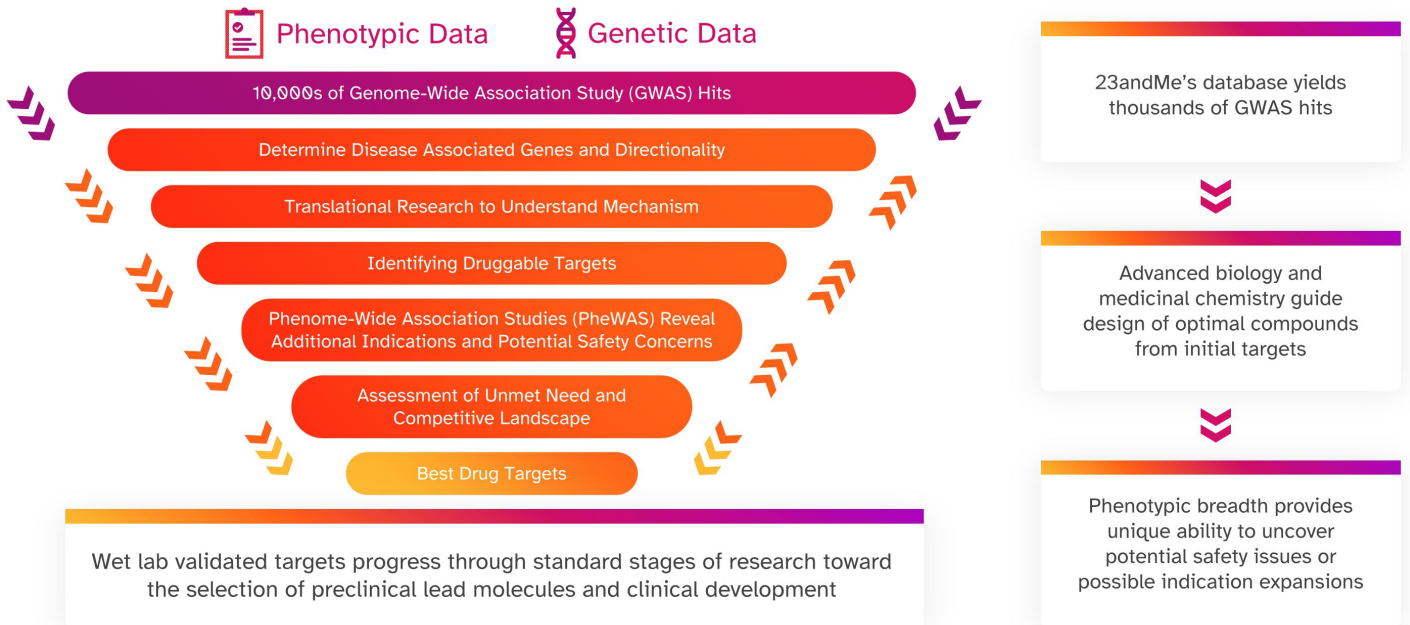 Phenotypic Data
Genetic Data
10,000s of Genome-Wide Association Study (GWAS) Hits
Determine Disease Associated Genes and Directionality
Translational Research to Understand Mechanism
Identifying Druggable Targets
Phenome-Wide Association Studies (PheWAS) Reveal
Additional Indications and Potential Safety Concerns
Assessment of Unmet Need and
Competitive Landscape
Best Drug Targets
Wet lab validated targets progress through standard stages of research toward
the selection of preclinical lead molecules and clinical development
23andMe’s database yields
thousands of GWAS hits
Advanced biology and
medicinal chemistry guide
design of optimal compounds
from initial targets
Phenotypic breadth provides
unique ability to uncover
potential safety issues or
possible indication expansions